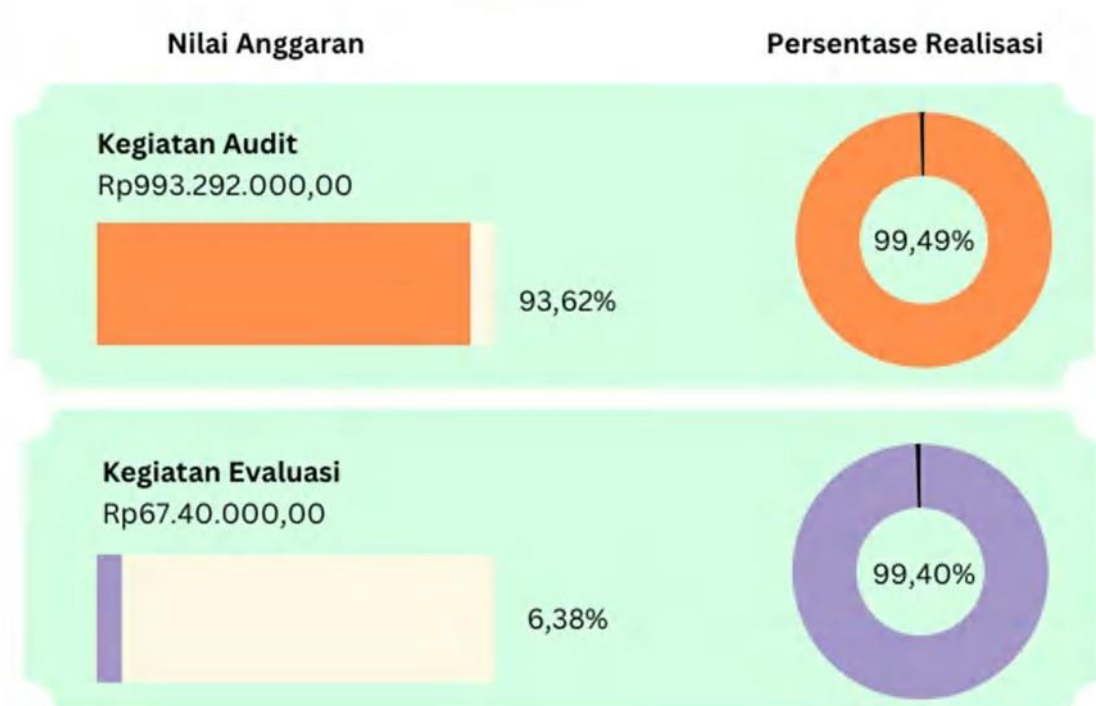 Nilai Anggaran
Persentase Realisasi
Kegiatan Audit
Rp993.292.000,00
93,62%
99,49%
Kegiatan Evaluasi
Rp67.40.000,00
6,38%
99,40%